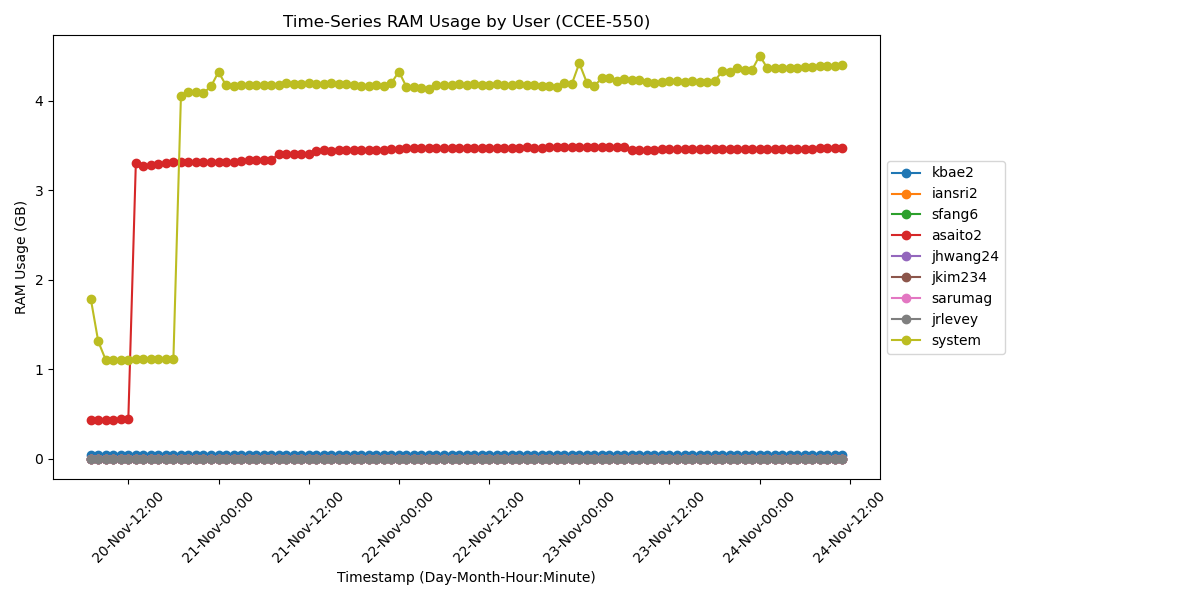 Time-Series RAM Usage by User (CCEE-550)
RAM Usage (GB)
4
3
2
1
0
20-Nov-12:00
21-Nov-00:00
21-Nov-12:00
22-Nov-00:00
22-Nov-12:00
23-Nov-00:00
23-Nov-12:00
24-Nov-00:00
24-Nov-12:00
Timestamp (Day-Month-Hour:Minute)
kbae2
iansri2
sfang6
asaito2
jhwang24
jkim234
sarumag
jrlevey
system